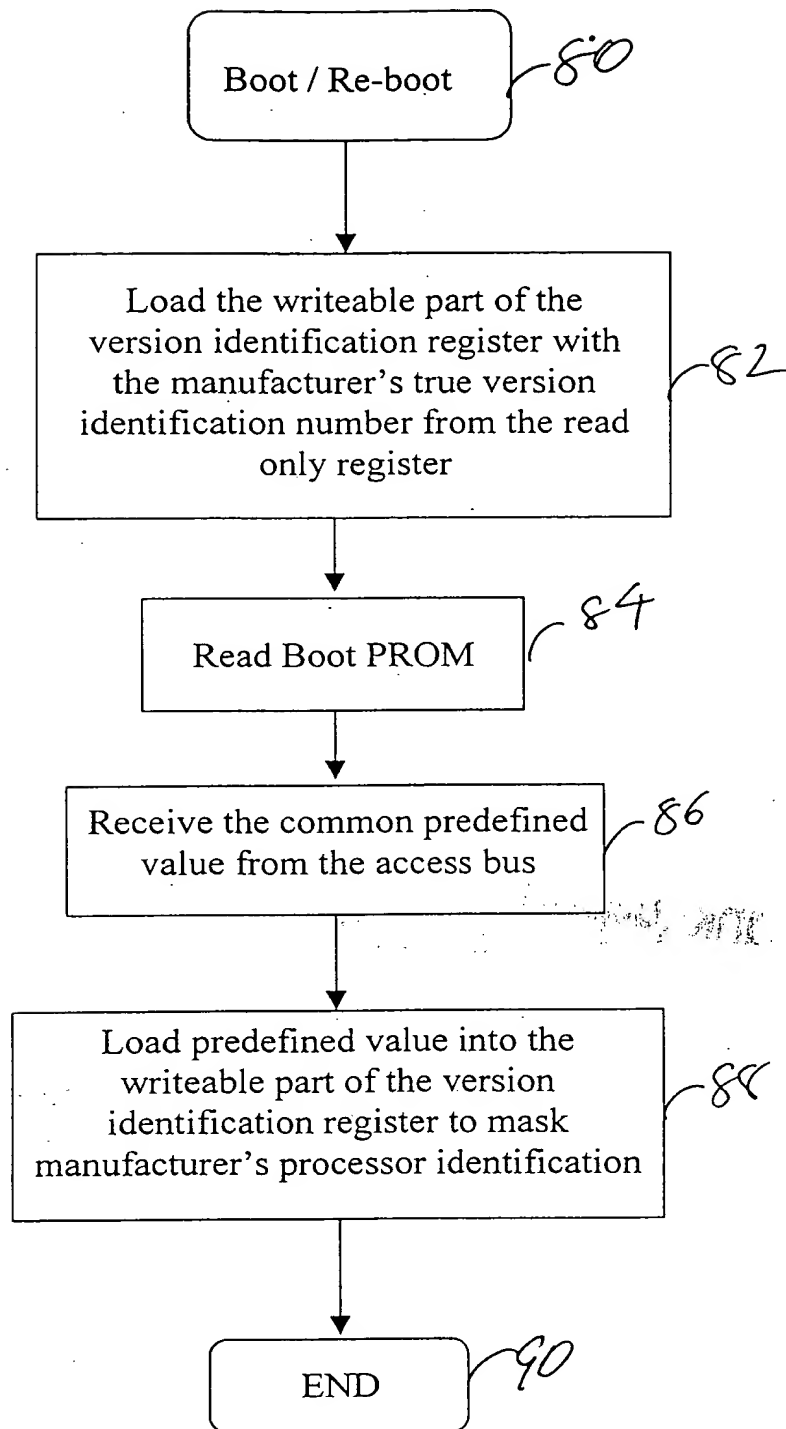 Boot / Re-boot
80
Load the writeable part of the
version identification register with
the manufacturer's true version
identification number from the read
only register
82
Read Boot PROM
84
Receive the common predefined
value from the access bus
86
Load predefined value into the
writeable part of the version
identification register to mask
manufacturer's processor identification
88
END
90